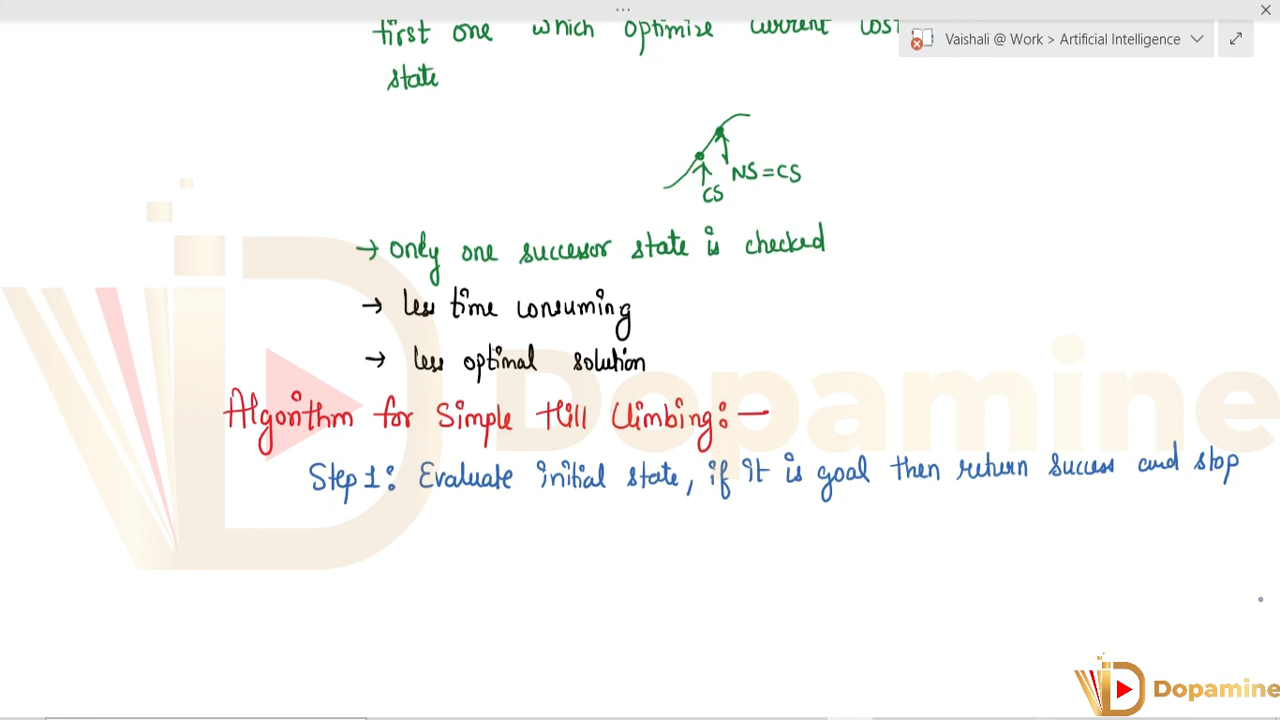 first one which optimize current cost
state
Vaishali @ Work > Artificial Intelligence
NS = CS
CS
→ only one successor state is checked
→ less time consuming
→ less optimal solution
Algorithm for Simple Hill Climbing :—
Step 1 : Evaluate initial state, if it is goal then return success and stop
Dopamine
Dopamine